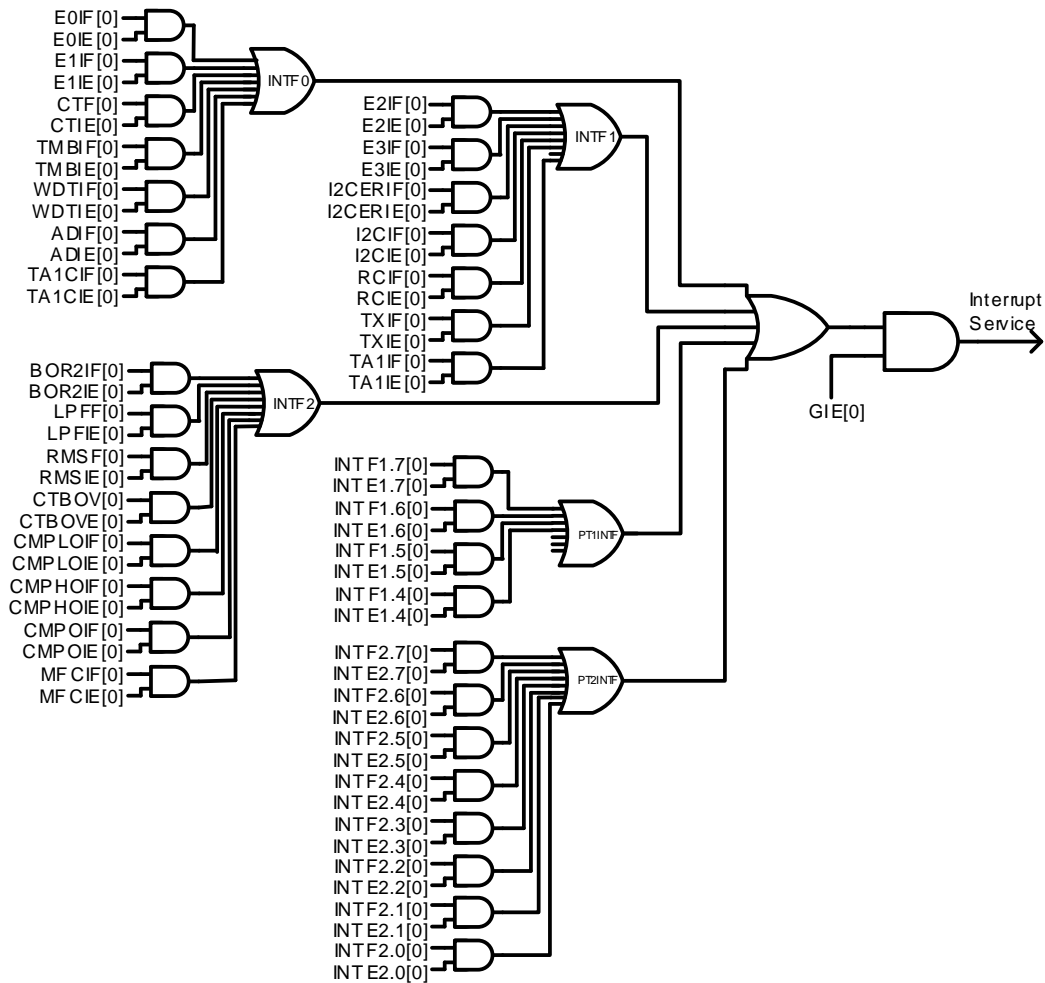 E0IF[0]
E0IE[0]
E1IF[0]
E1IE[0]
CTF[0]
CTIE[0]
TMBIF[0]
TMBIE[0]
WDTIF[0]
WDTIE[0]
ADIF[0]
ADIE[0]
TA1CIF[0]
TA1CIE[0]
INTF0
E2IF[0]
E2IE[0]
E3IF[0]
E3IE[0]
I2CERIF[0]
I2CERIE[0]
I2CIF[0]
I2CIE[0]
RCIF[0]
RCIE[0]
TXIF[0]
TXIE[0]
TA1IF[0]
TA1IE[0]
INTF1
BOR2IF[0]
BOR2IE[0]
LPFF[0]
LPFIE[0]
RMSF[0]
RMSIE[0]
CTBOV[0]
CTBOVE[0]
CMPLOIF[0]
CMPLOIE[0]
CMPHOIF[0]
CMPHOIE[0]
CMPOIF[0]
CMPOIE[0]
MFCIF[0]
MFCIE[0]
INTF2
INTF1.7[0]
INTE1.7[0]
INTF1.6[0]
INTE1.6[0]
INTF1.5[0]
INTE1.5[0]
INTF1.4[0]
INTE1.4[0]
PT1INTF
INTF2.7[0]
INTE2.7[0]
INTF2.6[0]
INTE2.6[0]
INTF2.5[0]
INTE2.5[0]
INTF2.4[0]
INTE2.4[0]
INTF2.3[0]
INTE2.3[0]
INTF2.2[0]
INTE2.2[0]
INTF2.1[0]
INTE2.1[0]
INTF2.0[0]
INTE2.0[0]
PT2INTF
GIE[0]
Interrupt
Service